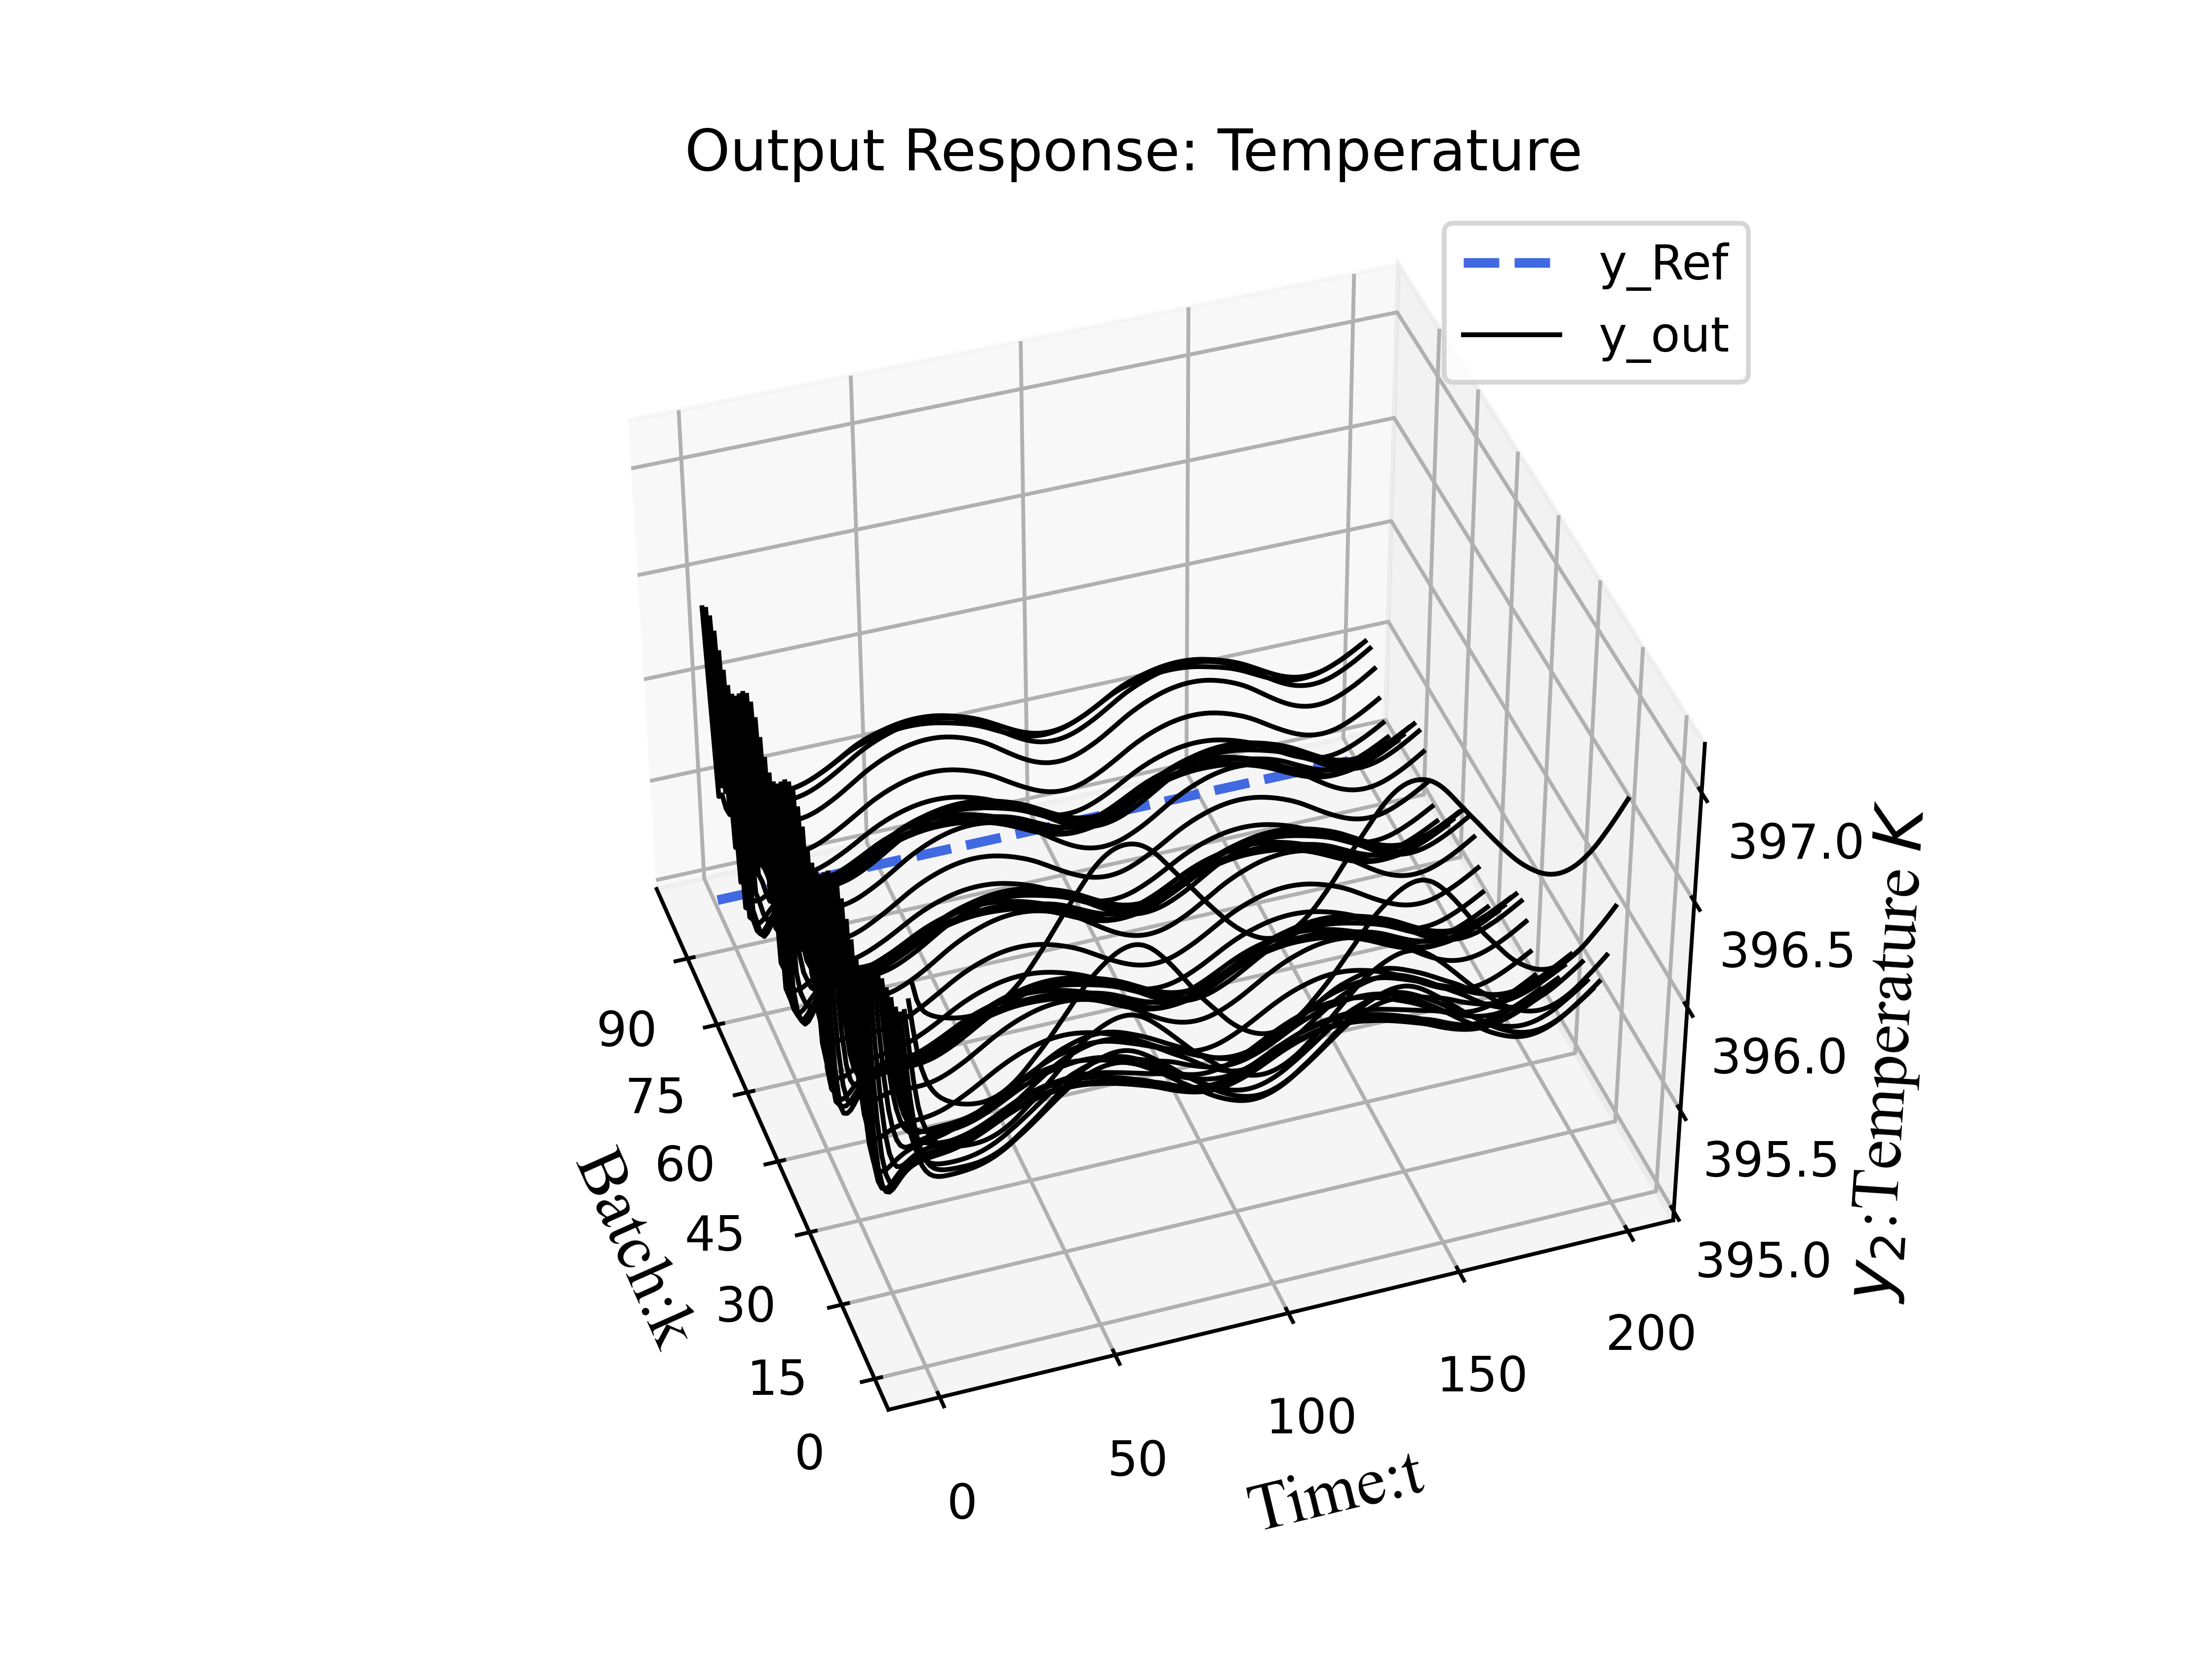 Output Response: Temperature
y_Ref
y_out
397.0
396.5
396.0
395.5
395.0
y₂:Temperature K
90
75
60
45
30
15
0
Batch:k
0
50
100
150
200
Time:t